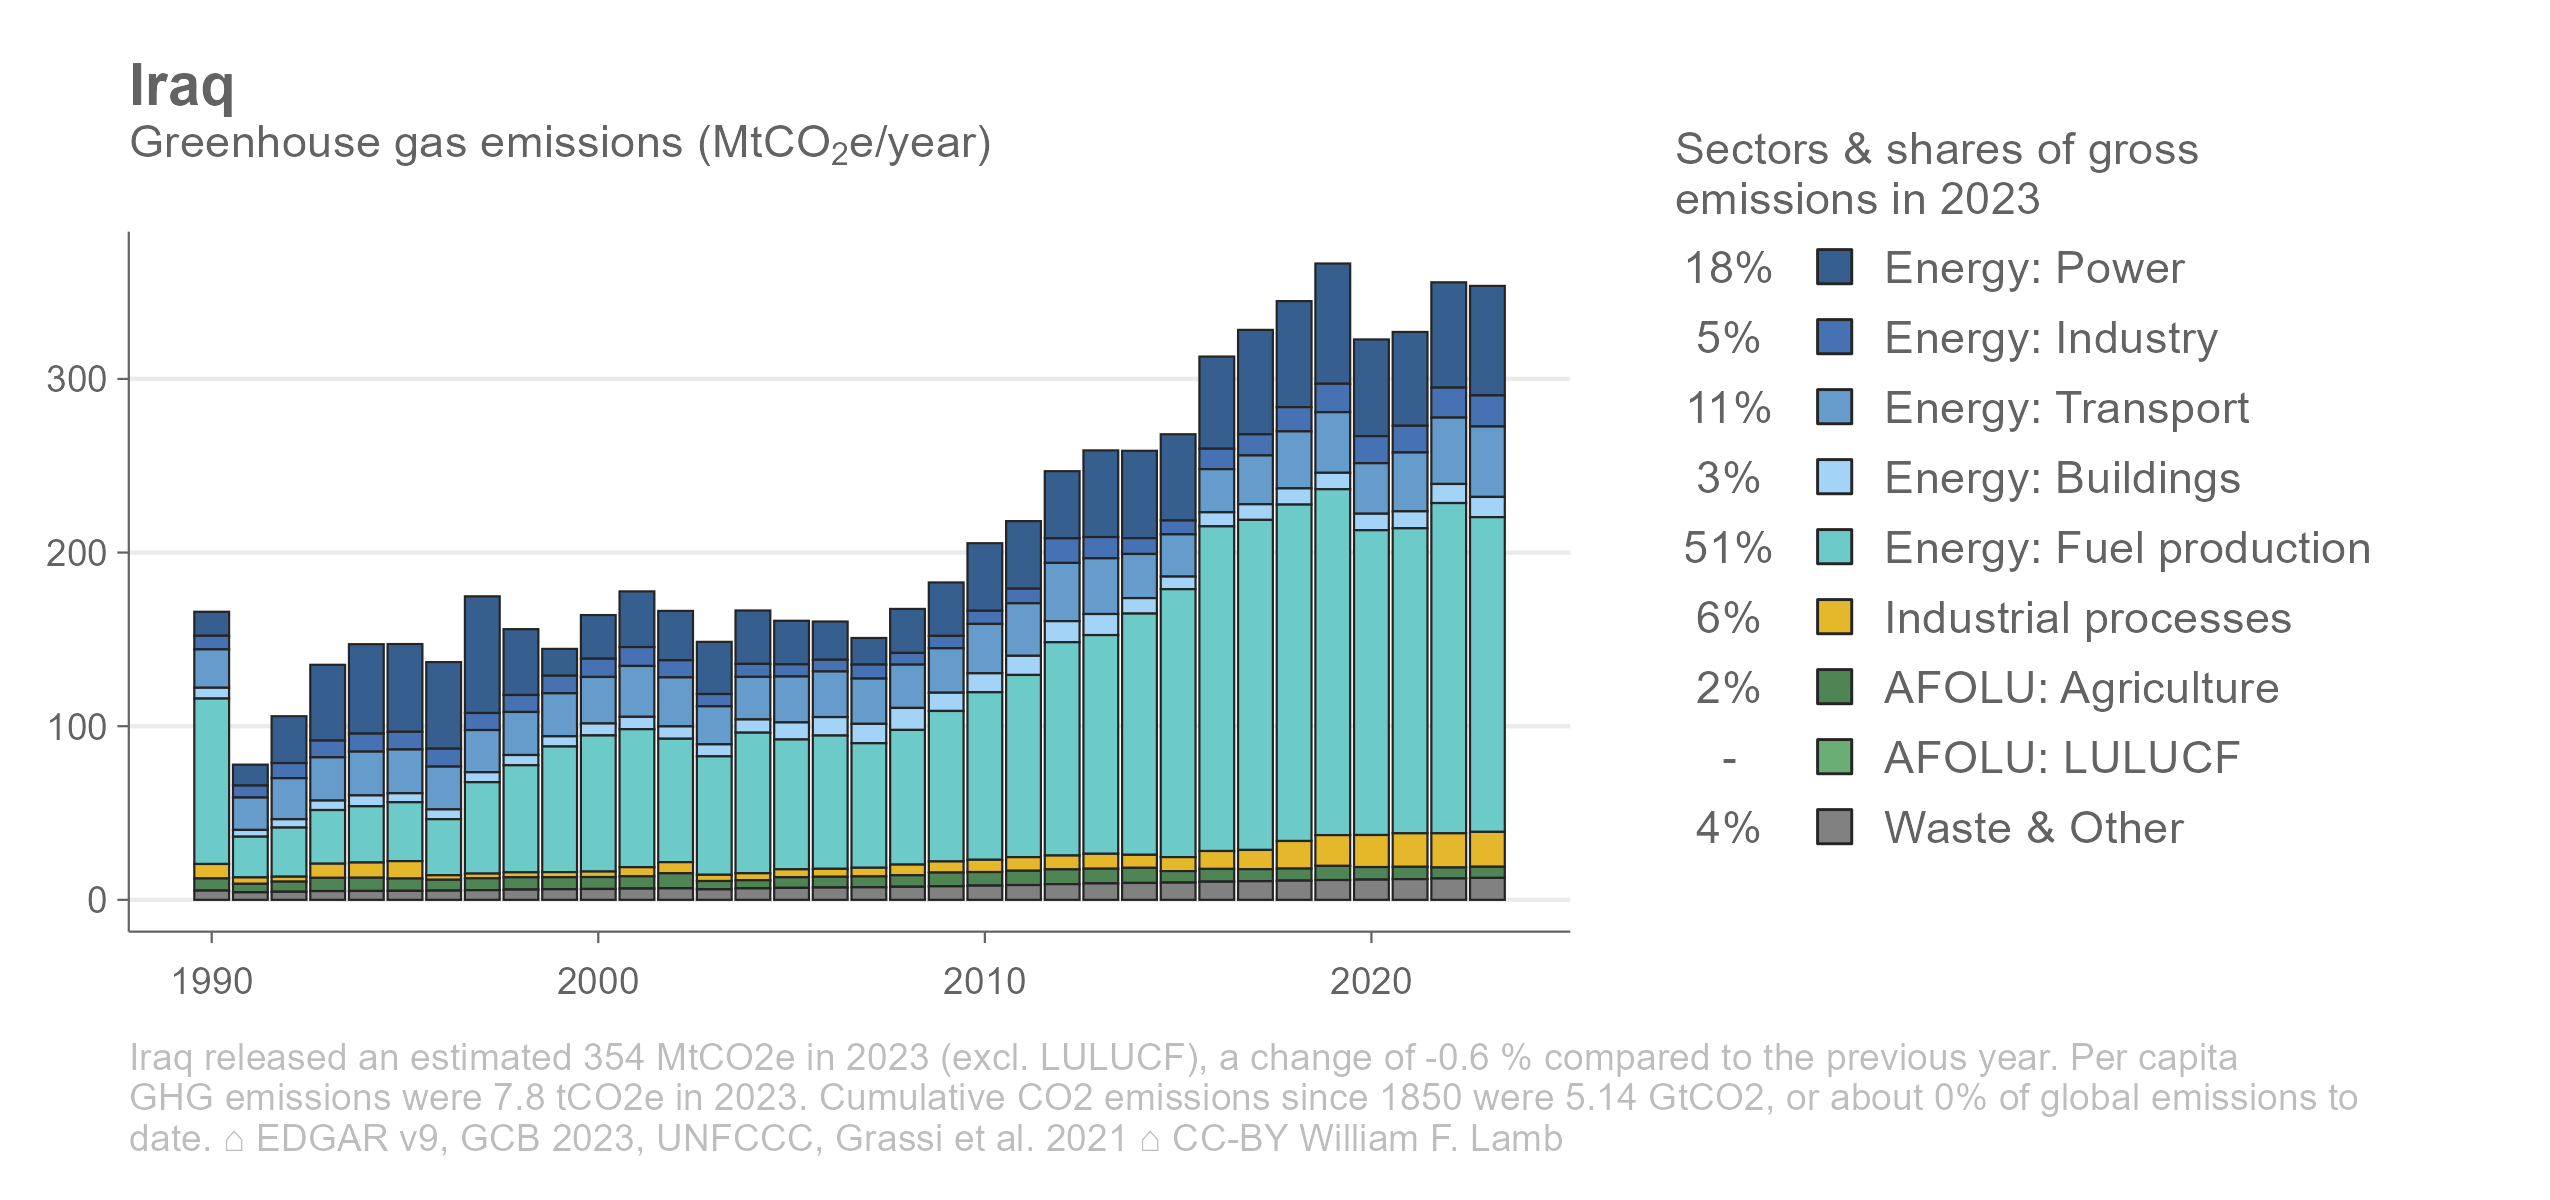 Iraq
Greenhouse gas emissions (MtCO₂e/year)
Sectors & shares of gross
emissions in 2023
18% Energy: Power
5% Energy: Industry
11% Energy: Transport
3% Energy: Buildings
51% Energy: Fuel production
6% Industrial processes
2% AFOLU: Agriculture
- AFOLU: LULUCF
4% Waste & Other
300
200
100
0
1990 2000 2010 2020
Iraq released an estimated 354 MtCO2e in 2023 (excl. LULUCF), a change of -0.6 % compared to the previous year. Per capita
GHG emissions were 7.8 tCO2e in 2023. Cumulative CO2 emissions since 1850 were 5.14 GtCO2, or about 0% of global emissions to
date. ⌂ EDGAR v9, GCB 2023, UNFCCC, Grassi et al. 2021 ⌂ CC-BY William F. Lamb